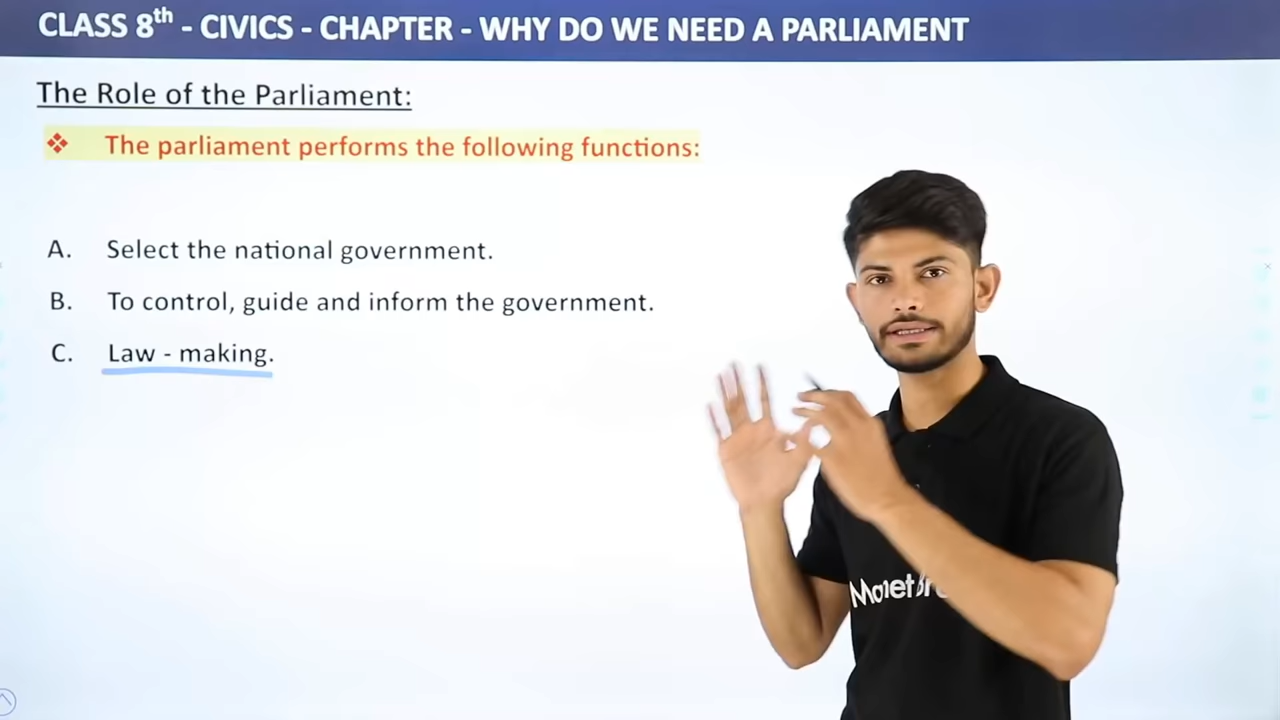 CLASS 8th - CIVICS - CHAPTER - WHY DO WE NEED A PARLIAMENT
The Role of the Parliament:
❖ The parliament performs the following functions:
A. Select the national government.
B. To control, guide and inform the government.
C. Law - making.